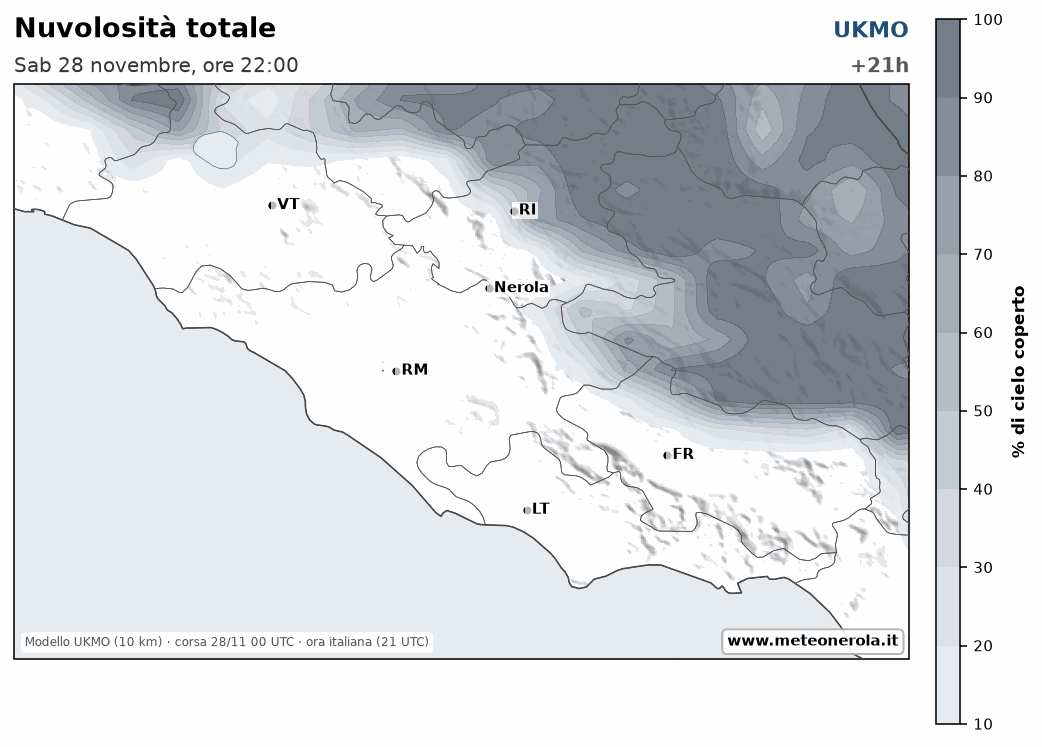 Nuvolosità totale
UKMO
Sab 28 novembre, ore 22:00
+21h
100
90
80
70
60
50
40
30
20
10
% di cielo coperto
VT
RI
Nerola
RM
FR
LT
Modello UKMO (10 km) · corsa 28/11 00 UTC · ora italiana (21 UTC)
www.meteonerola.it